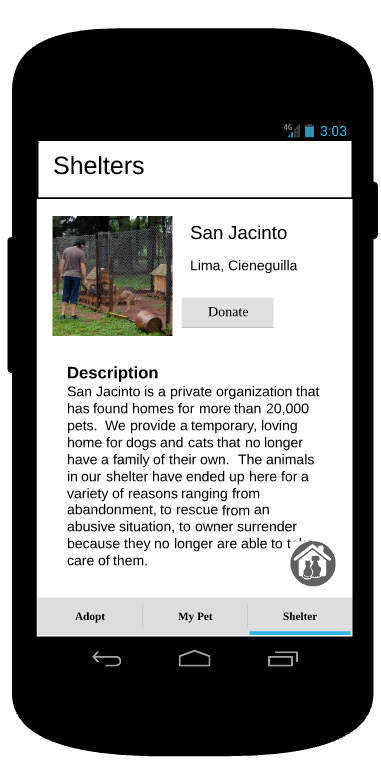 4G 3:03
Shelters
San Jacinto
Lima, Cieneguilla
Donate
Description
San Jacinto is a private organization that
has found homes for more than 20,000
pets. We provide a temporary, loving
home for dogs and cats that no longer
have a family of their own. The animals
in our shelter have ended up here for a
variety of reasons ranging from
abandonment, to rescue from an
abusive situation, to owner surrender
because they no longer are able to
care of them.
Adopt My Pet Shelter